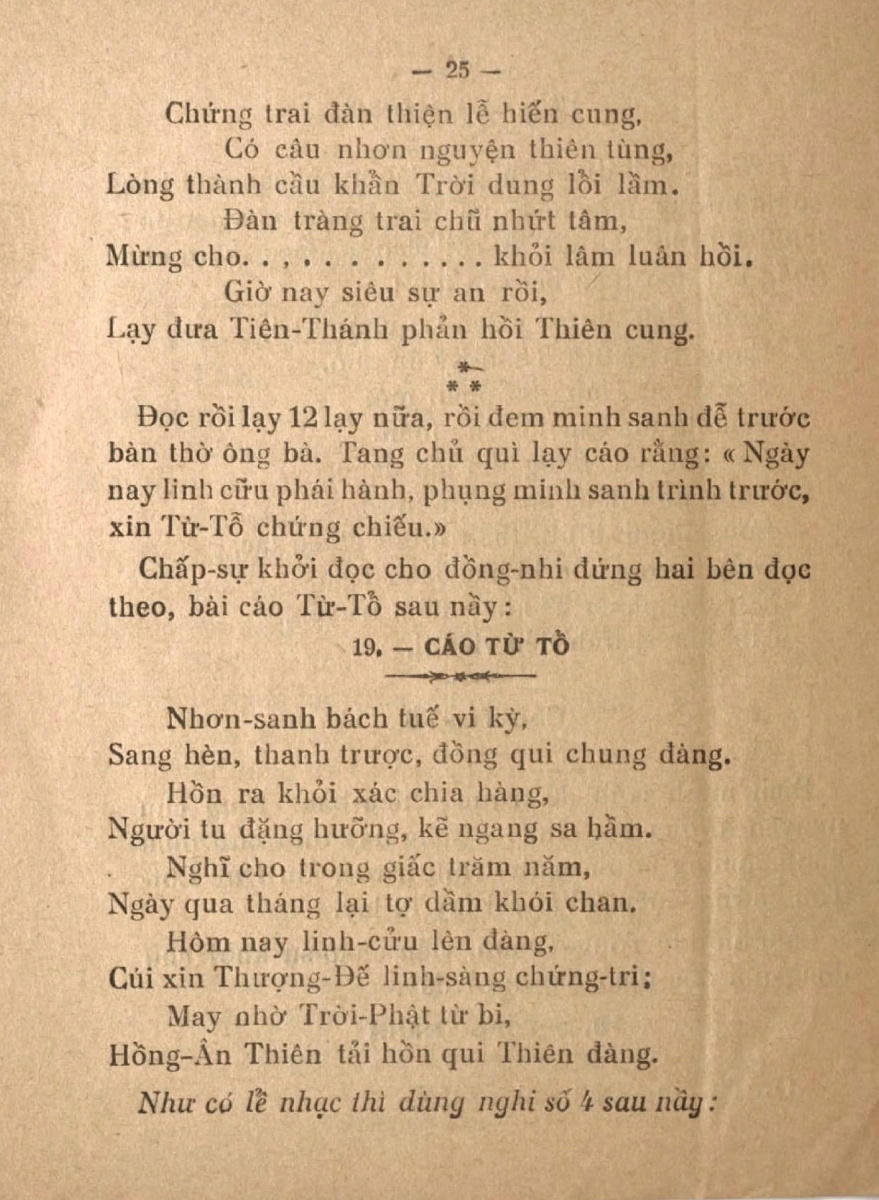 — 25 —
Chứng trai đàn thiện lễ hiến cung,
Có câu nhơn nguyện thiên tùng,
Lòng thành cầu khẩn Trời dung lỗi lầm.
Đàn tràng trai chủ nhứt tâm,
Mừng cho. . , . . . . . . . . . khỏi lâm luân hồi.
Giờ nay siêu sự an rồi,
Lạy đưa Tiên-Thánh phản hồi Thiên cung.
*
* *
Đọc rồi lạy 12 lạy nữa, rồi đem minh sanh để trước
bàn thờ ông bà. Tang chủ quì lạy cáo rằng: « Ngày
nay linh cữu phái hành, phụng minh sanh trình trước,
xin Từ-Tổ chứng chiếu.»
Chấp-sự khởi đọc cho đồng-nhi đứng hai bên đọc
theo, bài cáo Từ-Tổ sau nầy:
19. — CÁO TỪ TỔ
Nhơn-sanh bách tuế vi kỳ,
Sang hèn, thanh trược, đồng qui chung đàng.
Hồn ra khỏi xác chia hàng,
Người tu đặng hưỡng, kẽ ngang sa hầm.
Nghĩ cho trong giấc trăm năm,
Ngày qua tháng lại tợ dầm khói chan.
Hôm nay linh-cửu lên đàng,
Cúi xin Thượng-Đế linh-sàng chứng-tri;
May nhờ Trời-Phật từ bi,
Hồng-Ân Thiên tải hồn qui Thiên đàng.
Như có lễ nhạc thì dùng nghi số 4 sau nầy: